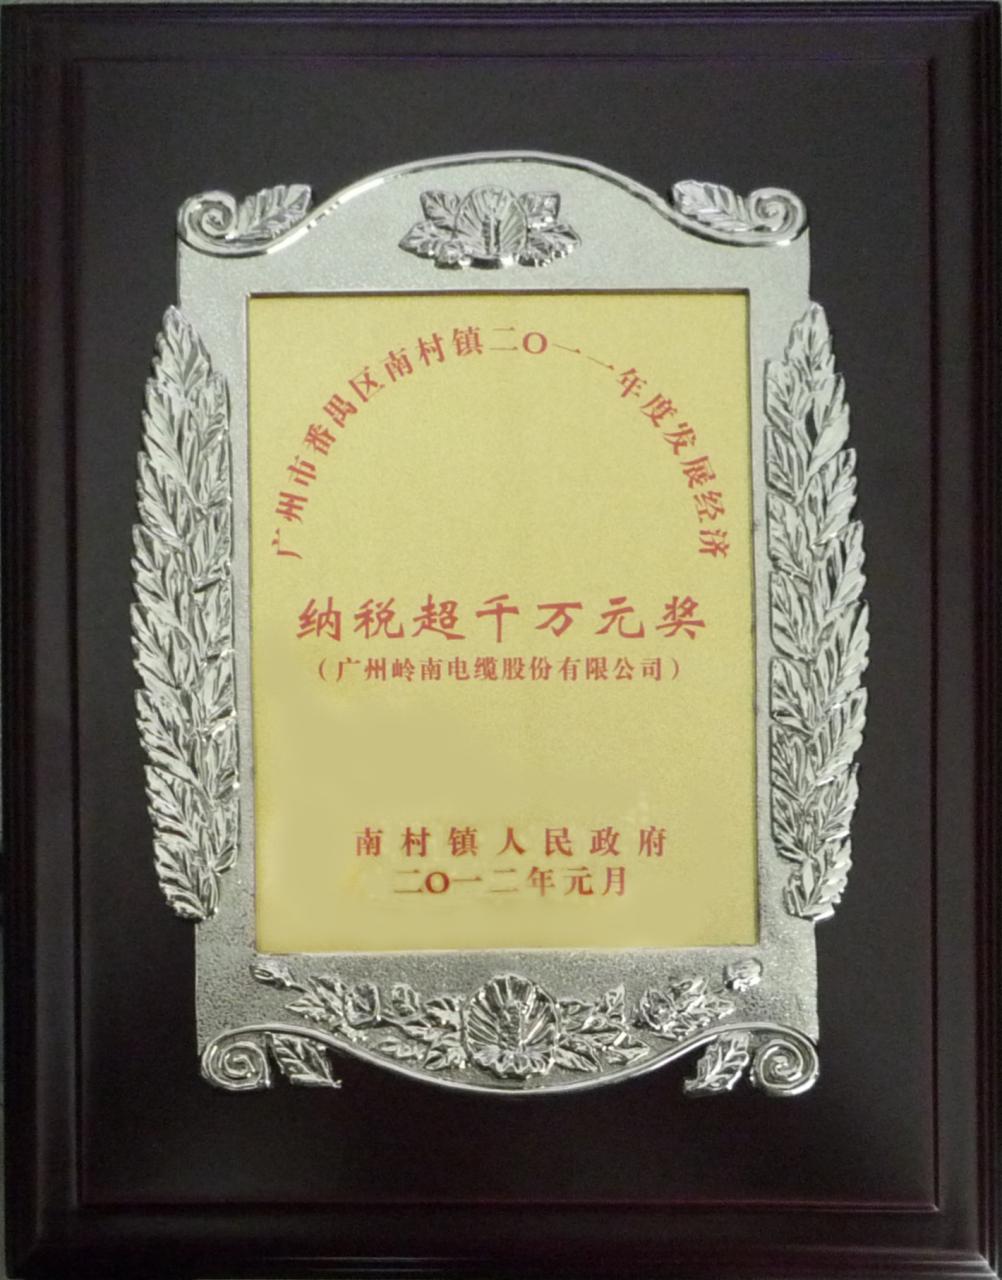 广州市番禺区南村镇二O一一年度发展经济
纳税超千万元奖
（广州岭南电缆股份有限公司）
南村镇人民政府
二O一二年元月